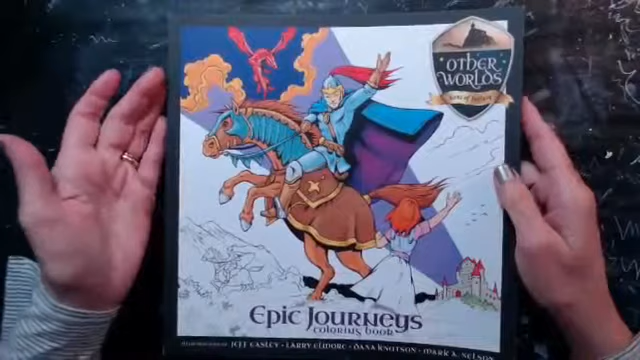 OTHER
WORLDS
Epic Journeys
coloring book
JEFF EASLEY • LARRY ELMORE • DANA KNUTSON • MARK A. NELSON